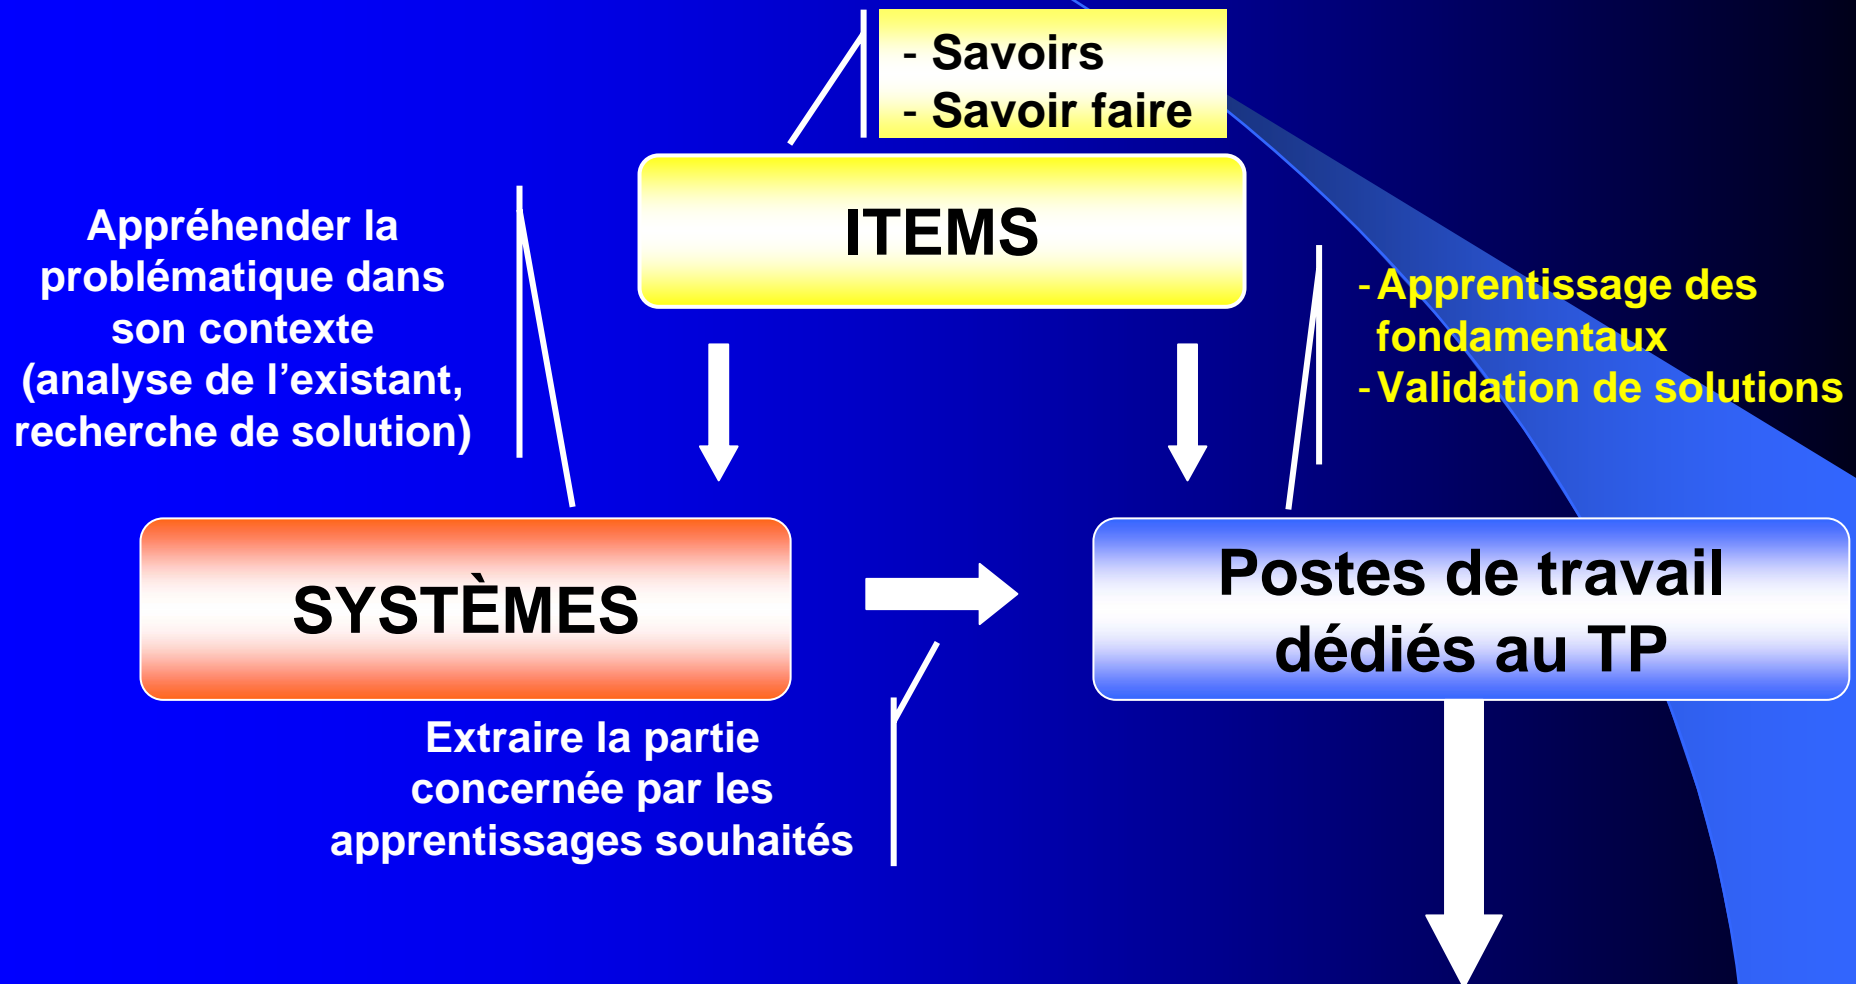 - Savoirs
- Savoir faire
ITEMS
Appréhender la
problématique dans
son contexte
(analyse de l’existant,
recherche de solution)
- Apprentissage des
fondamentaux
- Validation de solutions
SYSTÈMES
Postes de travail
dédiés au TP
Extraire la partie
concernée par les
apprentissages souhaités